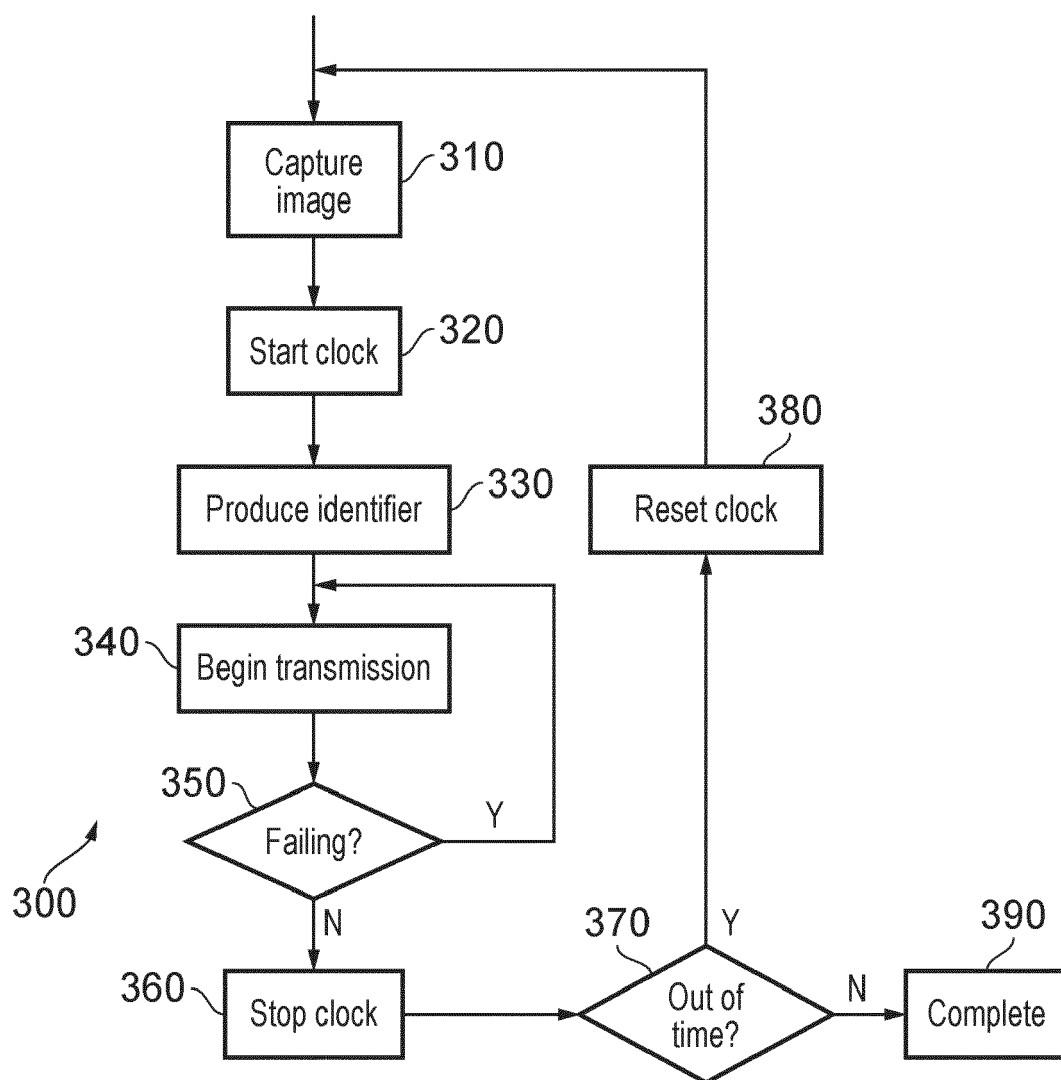 Capture
image
310
Start clock
320
380
Produce identifier
330
Reset clock
340
Begin transmission
350
Failing?
Y
300
N
370
Y
390
360
Stop clock
Out of
time?
N
Complete